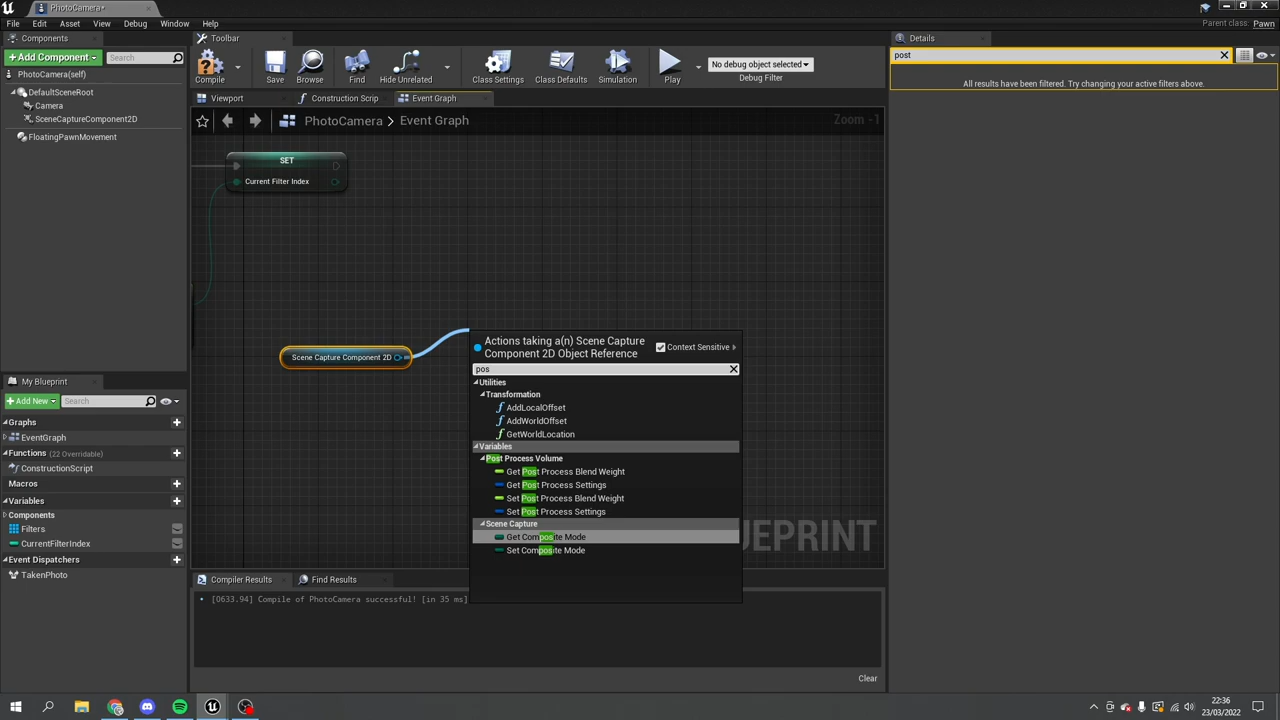 PhotoCamera*
File Edit Asset View Debug Window Help
Parent class: Pawn
Components
+Add Component
Search
PhotoCamera(self)
DefaultSceneRoot
Camera
SceneCaptureComponent2D
FloatingPawnMovement
Toolbar
Compile
Save
Browse
Find
Hide Unrelated
Class Settings
Class Defaults
Simulation
Play
No debug object selected
Debug Filter
Viewport
Construction Scrip
Event Graph
PhotoCamera > Event Graph
Zoom -1
SET
Current Filter Index
Scene Capture Component 2D
Actions taking a(n) Scene Capture
Component 2D Object Reference
Context Sensitive
pos
Utilities
Transformation
AddLocalOffset
AddWorldOffset
GetWorldLocation
Variables
Post Process Volume
Get Post Process Blend Weight
Get Post Process Settings
Set Post Process Blend Weight
Set Post Process Settings
Scene Capture
Get Composite Mode
Set Composite Mode
EPRINT
My Blueprint
+Add New
Search
Graphs
EventGraph
Functions (22 Overridable)
ConstructionScript
Macros
Variables
Components
Filters
CurrentFilterIndex
Event Dispatchers
TakenPhoto
Compiler Results
Find Results
[0633.94] Compile of PhotoCamera successful! [in 35 ms]
Clear
Details
post
All results have been filtered. Try changing your active filters above.
22:36
23/03/2022